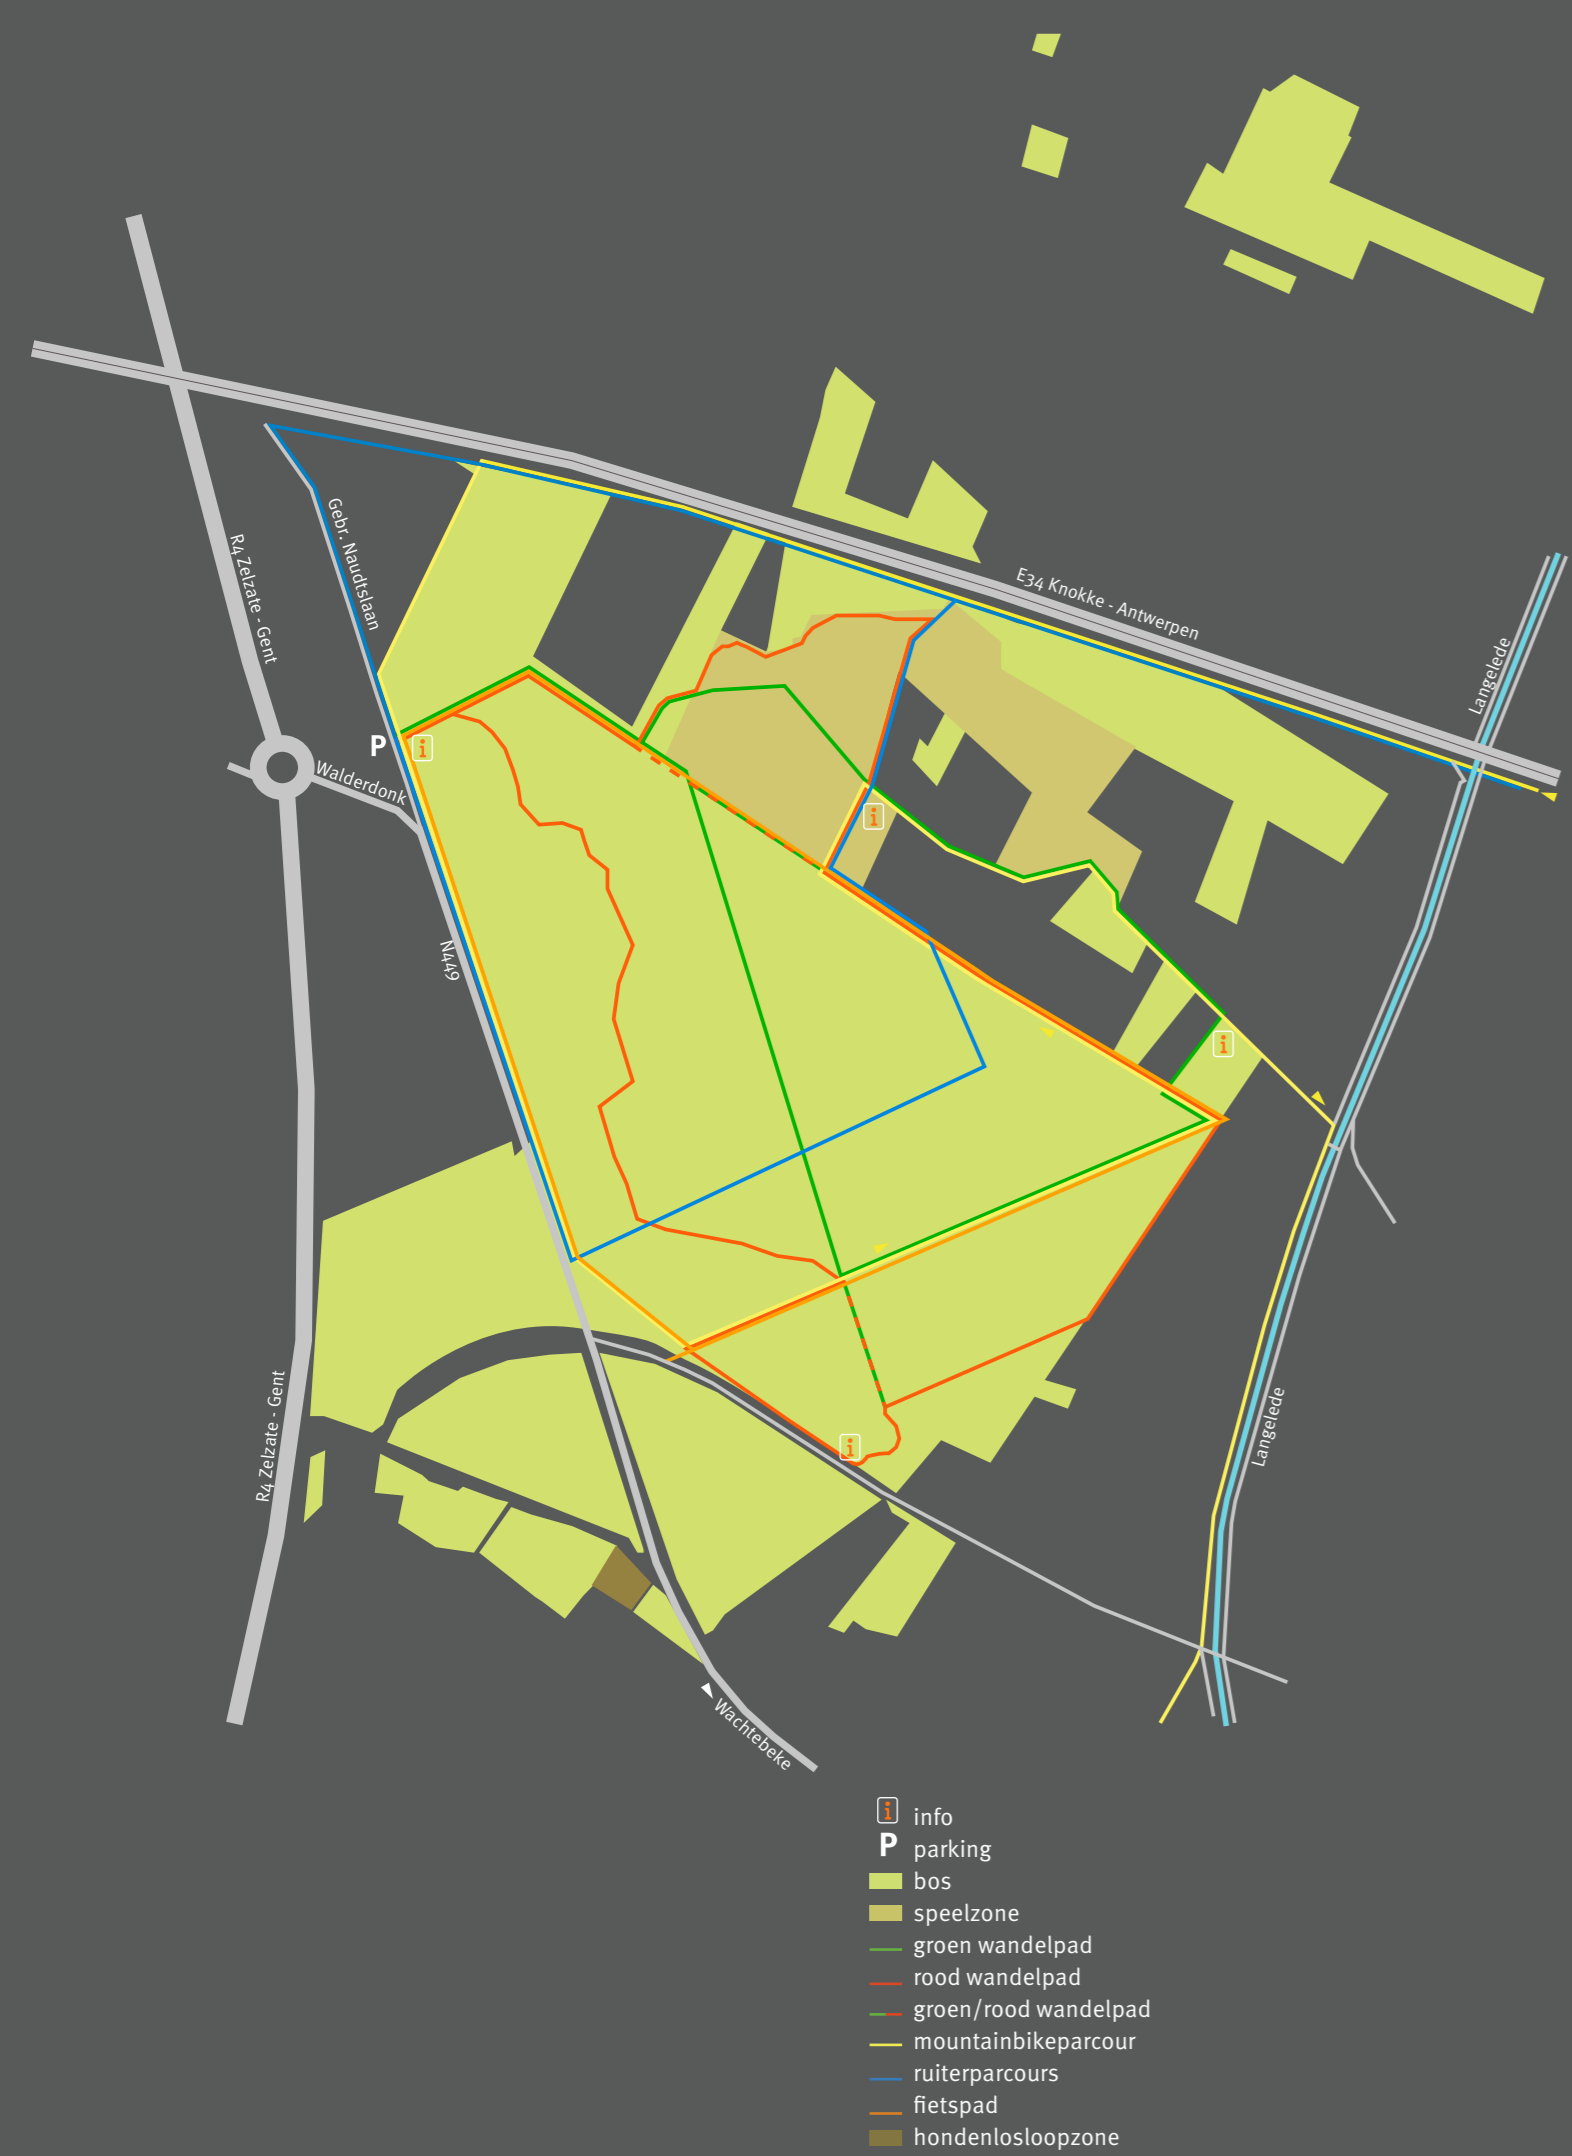 E34 Knokke - Antwerpen
Langelede
Gebr. Naudtslaan
R4 Zelzate - Gent
P
i
Walderdonk
i
N449
i
R4 Zelzate - Gent
Langelede
i
Wachtebeke
i info
P parking
bos
speelzone
groen wandelpad
rood wandelpad
groen/rood wandelpad
mountainbikeparcour
ruiterparcours
fietspad
hondenlosloopzone